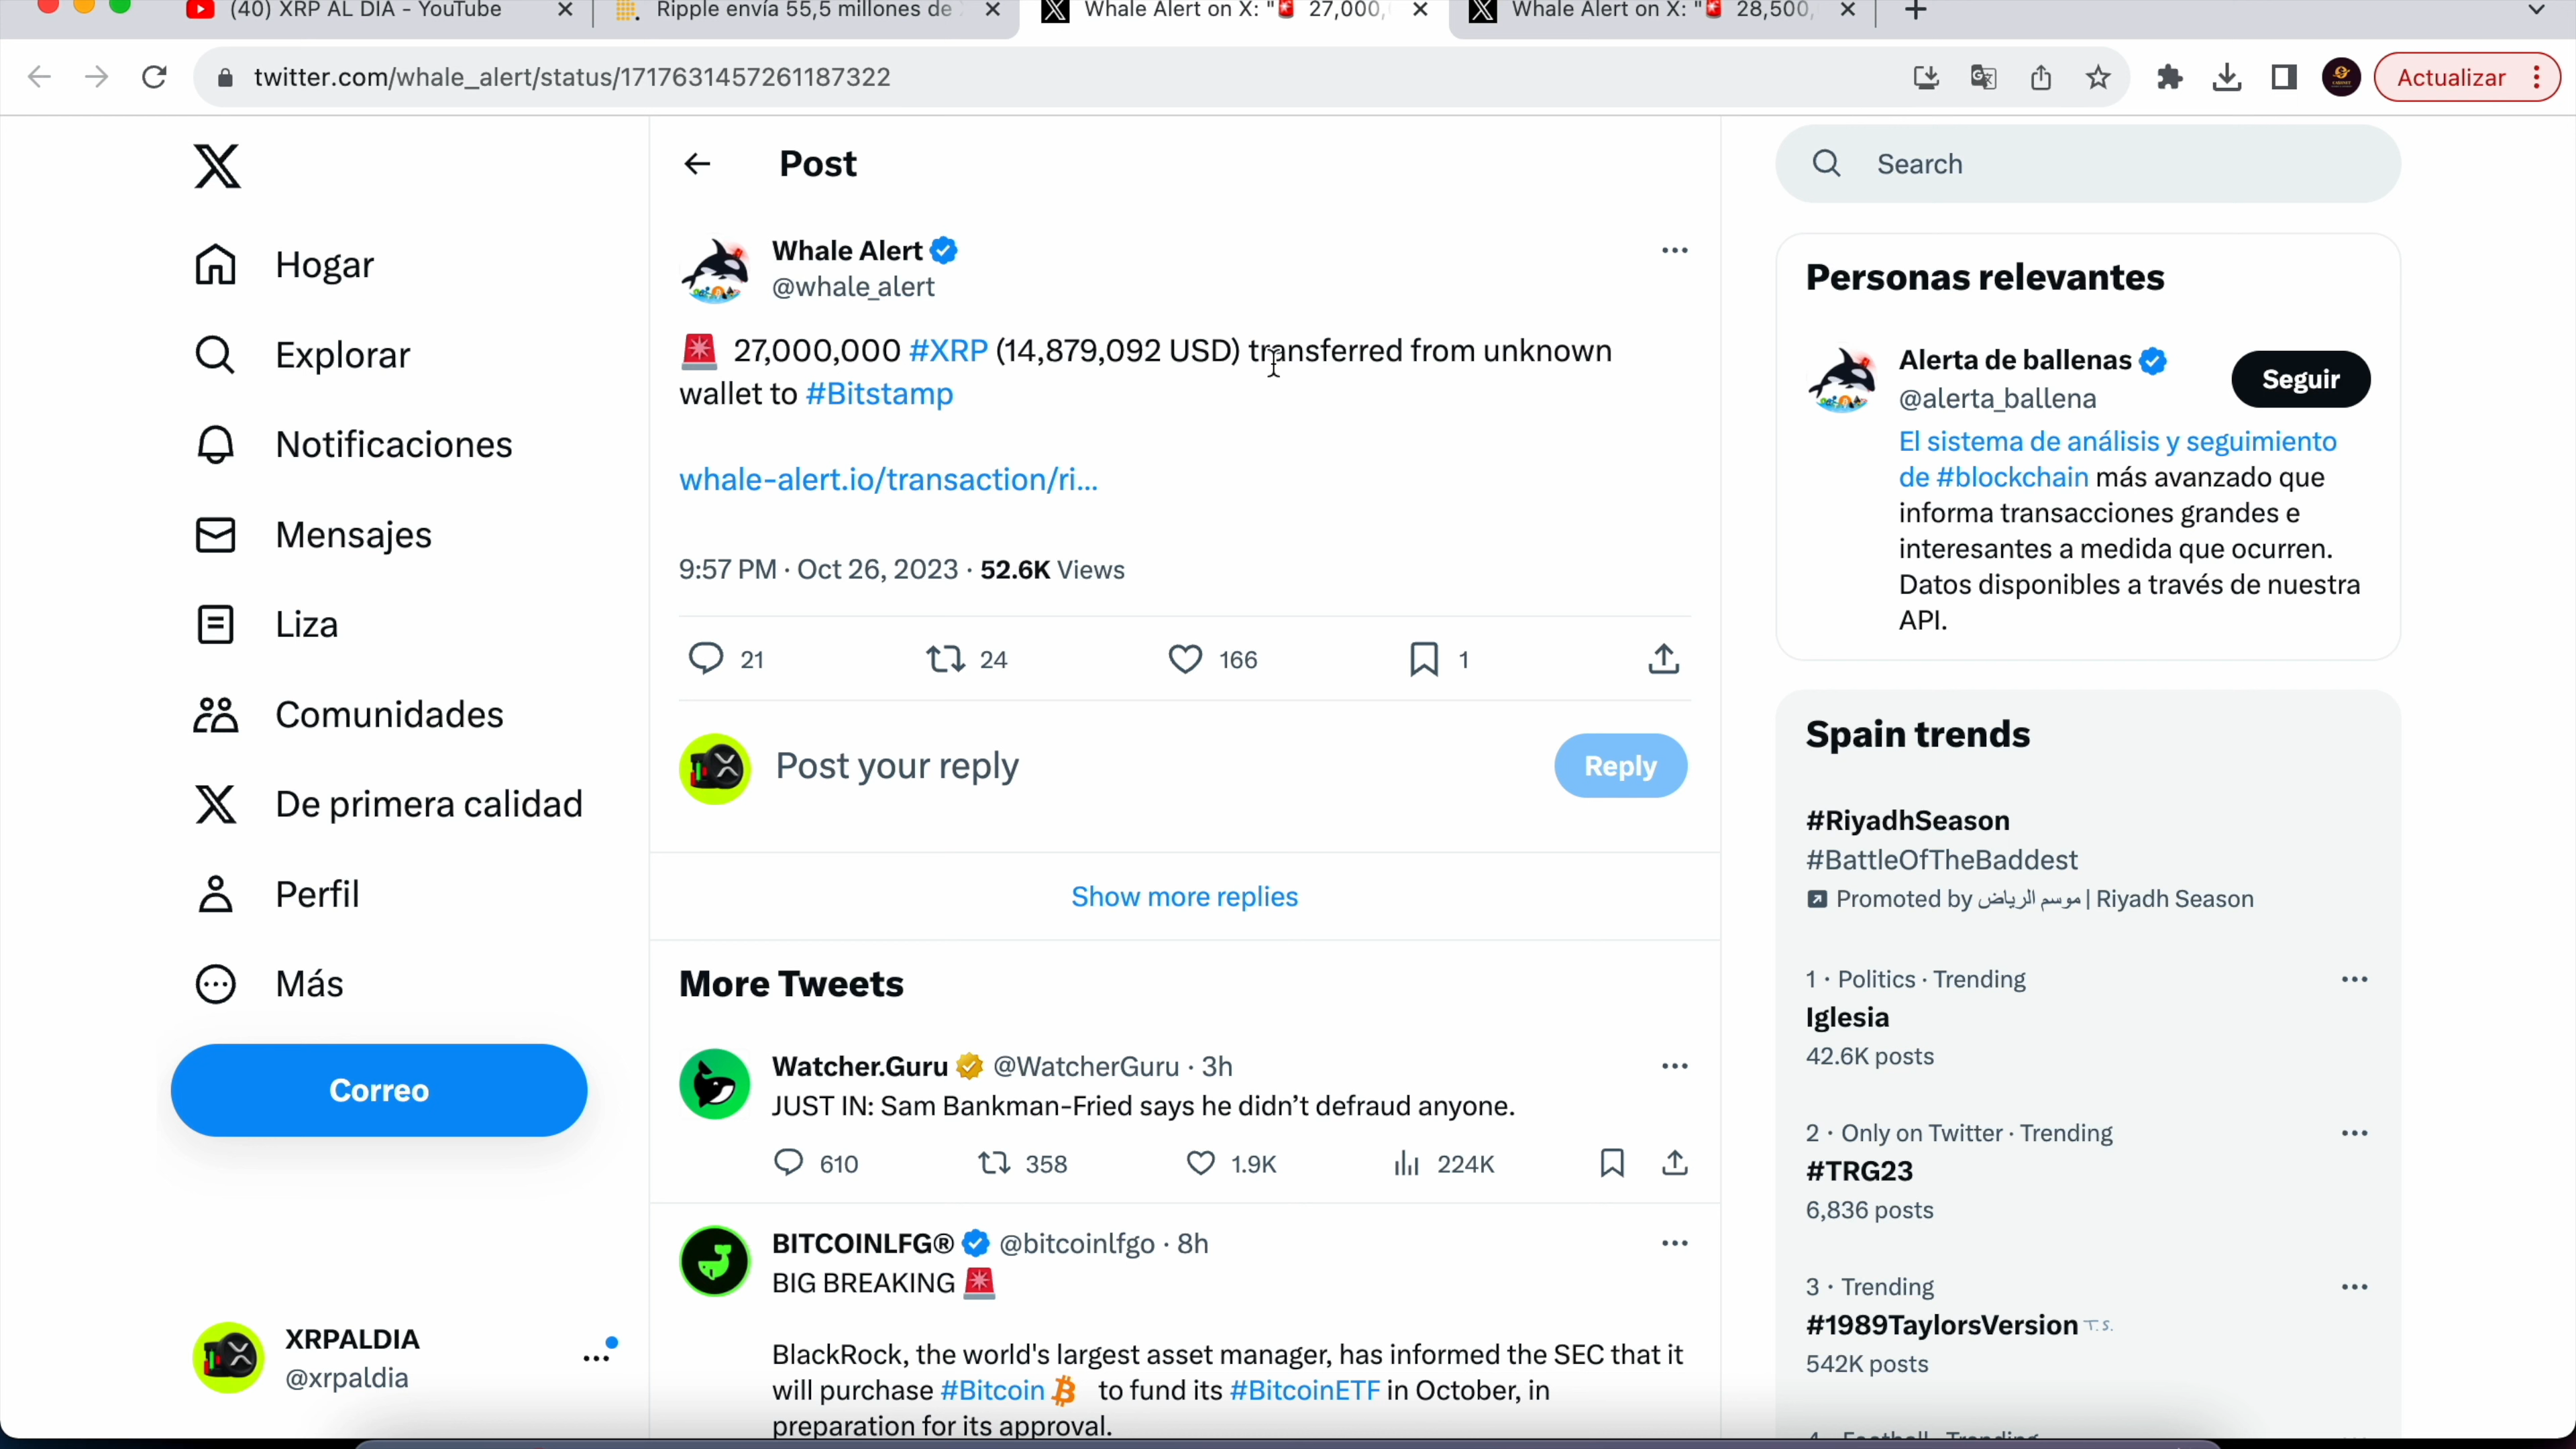 (40) XRP AL DIA - YouTube
Ripple envía 55,5 millones de
Whale Alert on X: "🚨 27,000,
Whale Alert on X: "🚨 28,500,
twitter.com/whale_alert/status/1717631457261187322
Actualizar
Hogar
Explorar
Notificaciones
Mensajes
Liza
Comunidades
De primera calidad
Perfil
Más
Correo
XRPALDIA
@xrpaldia
Post
Whale Alert
@whale_alert
🚨 27,000,000 #XRP (14,879,092 USD) transferred from unknown
wallet to #Bitstamp
whale-alert.io/transaction/ri...
9:57 PM · Oct 26, 2023 · 52.6K Views
21
24
166
1
Post your reply
Reply
Show more replies
More Tweets
Watcher.Guru @WatcherGuru · 3h
JUST IN: Sam Bankman-Fried says he didn't defraud anyone.
610
358
1.9K
224K
BITCOINLFG® @bitcoinlfgo · 8h
BIG BREAKING 🚨
BlackRock, the world's largest asset manager, has informed the SEC that it
will purchase #Bitcoin to fund its #BitcoinETF in October, in
preparation for its approval.
Search
Personas relevantes
Alerta de ballenas
@alerta_ballena
Seguir
El sistema de análisis y seguimiento
de #blockchain más avanzado que
informa transacciones grandes e
interesantes a medida que ocurren.
Datos disponibles a través de nuestra
API.
Spain trends
#RiyadhSeason
#BattleOfTheBaddest
Promoted by موسم الرياض | Riyadh Season
1 · Politics · Trending
Iglesia
42.6K posts
2 · Only on Twitter · Trending
#TRG23
6,836 posts
3 · Trending
#1989TaylorsVersion T.S.
542K posts
4 · Football · Trending